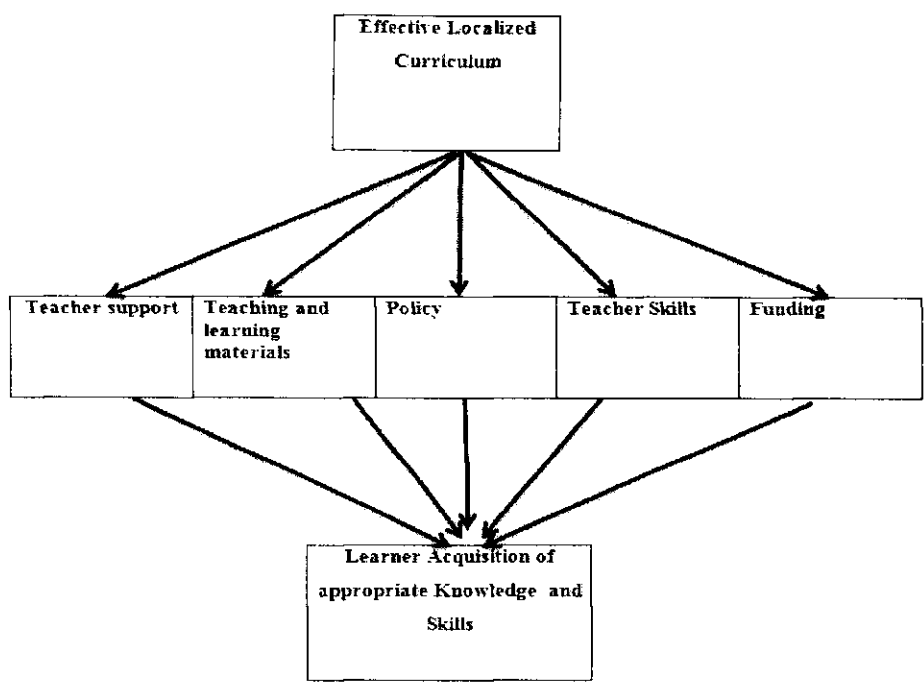 Effective Localized
Curriculum
Teacher support
Teaching and
learning
materials
Policy
Teacher Skills
Funding
Learner Acquisition of
appropriate Knowledge and
Skills